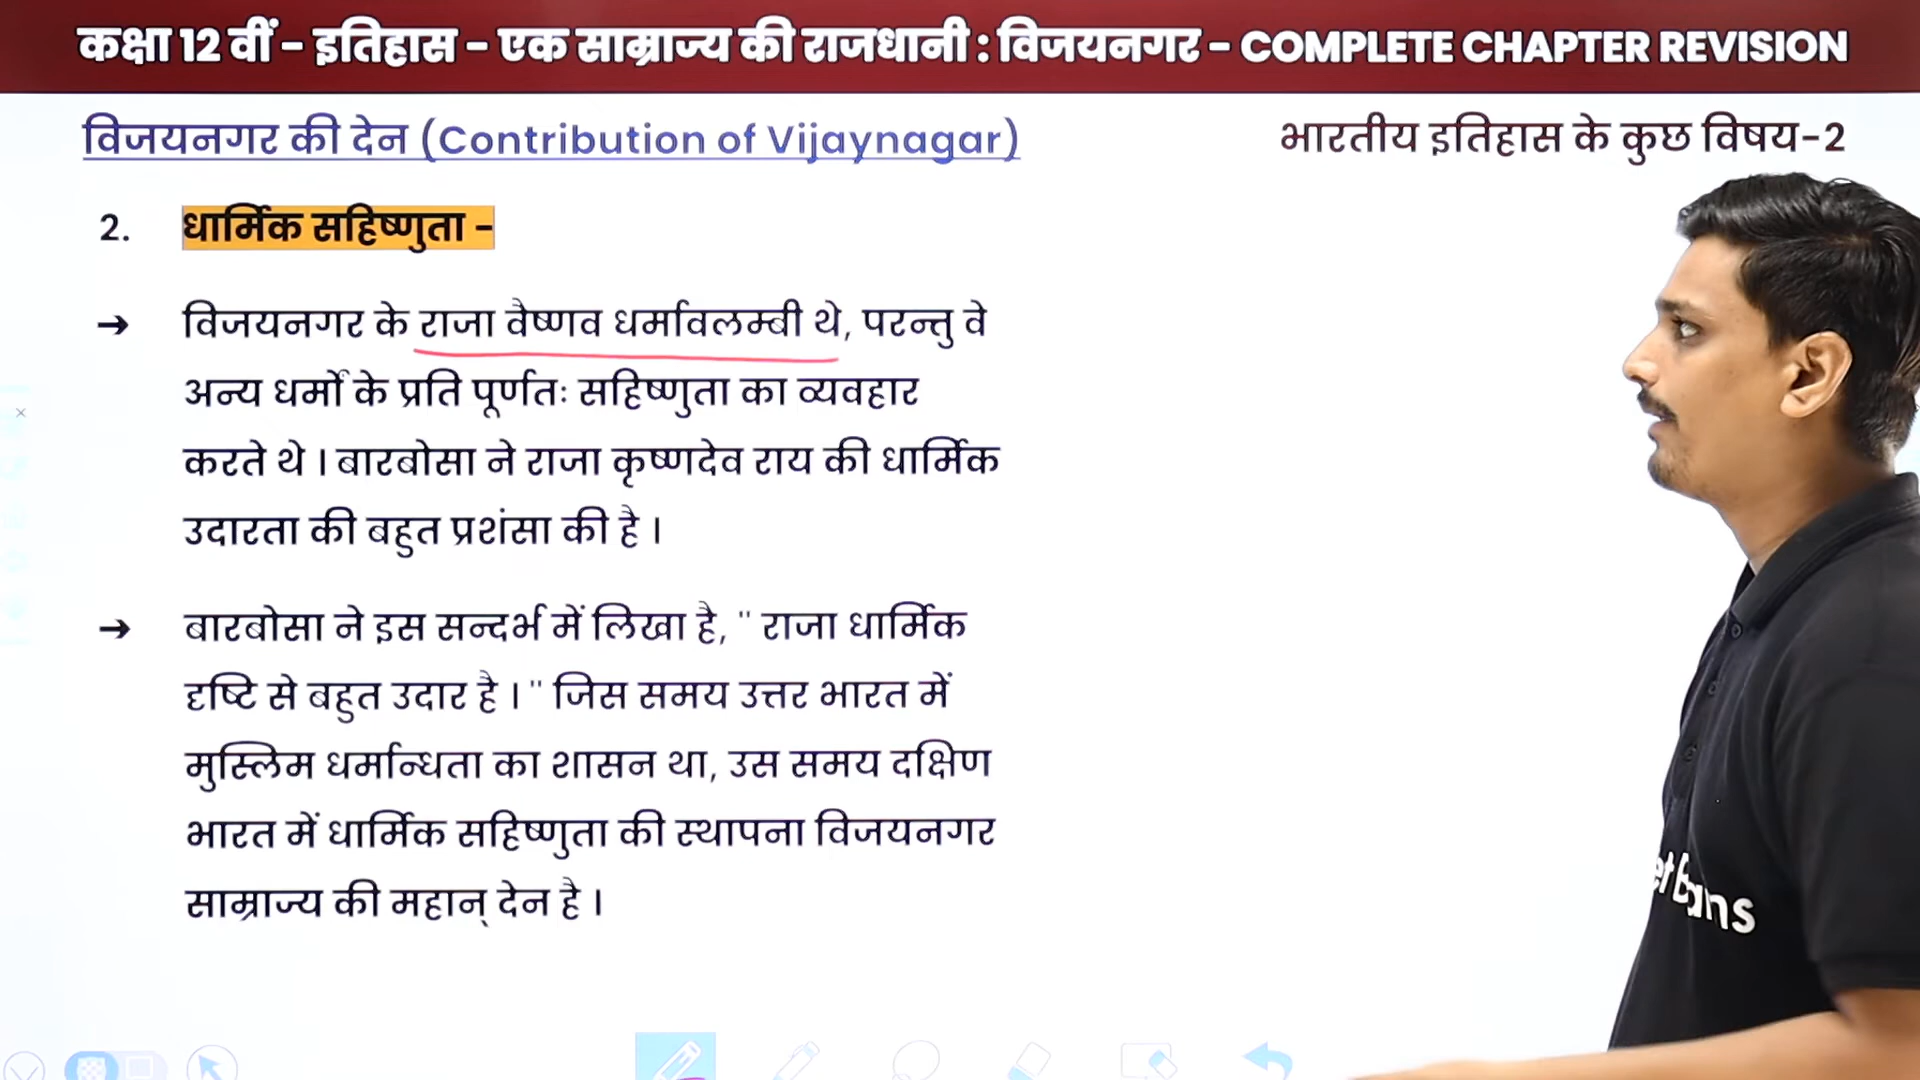 कक्षा 12 वीं - इतिहास - एक साम्राज्य की राजधानी : विजयनगर - COMPLETE CHAPTER REVISION
विजयनगर की देन (Contribution of Vijaynagar)
भारतीय इतिहास के कुछ विषय-2
2. धार्मिक सहिष्णुता -
➔ विजयनगर के राजा वैष्णव धर्मावलम्बी थे, परन्तु वे
अन्य धर्मों के प्रति पूर्णतः सहिष्णुता का व्यवहार
करते थे । बारबोसा ने राजा कृष्णदेव राय की धार्मिक
उदारता की बहुत प्रशंसा की है ।
➔ बारबोसा ने इस सन्दर्भ में लिखा है, " राजा धार्मिक
दृष्टि से बहुत उदार है । " जिस समय उत्तर भारत में
मुस्लिम धर्मान्धता का शासन था, उस समय दक्षिण
भारत में धार्मिक सहिष्णुता की स्थापना विजयनगर
साम्राज्य की महान् देन है ।